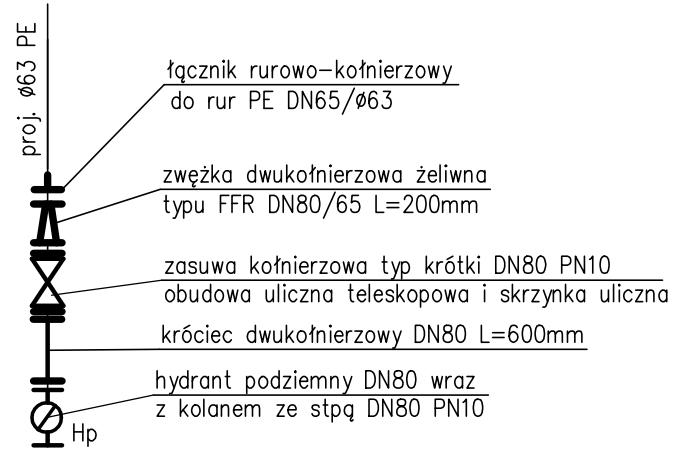 proj. ø63 PE
łącznik rurowo-kołnierzowy
do rur PE DN65/ø63
zwężka dwukołnierzowa żeliwna
typu FFR DN80/65 L=200mm
zasuwa kołnierzowa typ krótki DN80 PN10
obudowa uliczna teleskopowa i skrzynka uliczna
króciec dwukołnierzowy DN80 L=600mm
hydrant podziemny DN80 wraz
z kolanem ze stpą DN80 PN10
Hp